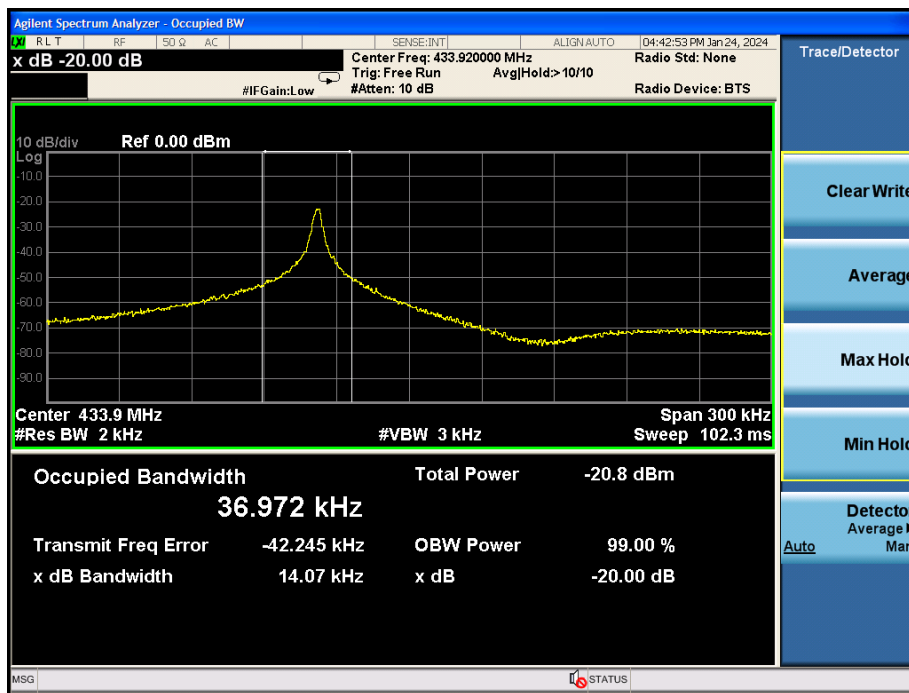 Agilent Spectrum Analyzer - Occupied BW
LXI RLT RF 50 Ω AC SENSE:INT ALIGN AUTO 04:42:53 PM Jan 24, 2024
x dB -20.00 dB
Center Freq: 433.920000 MHz
Radio Std: None
Trig: Free Run Avg|Hold:>10/10
#IFGain:Low #Atten: 10 dB Radio Device: BTS
Trace/Detector
10 dB/div Ref 0.00 dBm
Log
-10.0
-20.0
-30.0
-40.0
-50.0
-60.0
-70.0
-80.0
-90.0
Center 433.9 MHz Span 300 kHz
#Res BW 2 kHz #VBW 3 kHz Sweep 102.3 ms
Clear Write
Average
Max Hold
Min Hold
Detector
Average
Auto Man
Occupied Bandwidth Total Power -20.8 dBm
36.972 kHz
Transmit Freq Error -42.245 kHz OBW Power 99.00 %
x dB Bandwidth 14.07 kHz x dB -20.00 dB
MSG STATUS